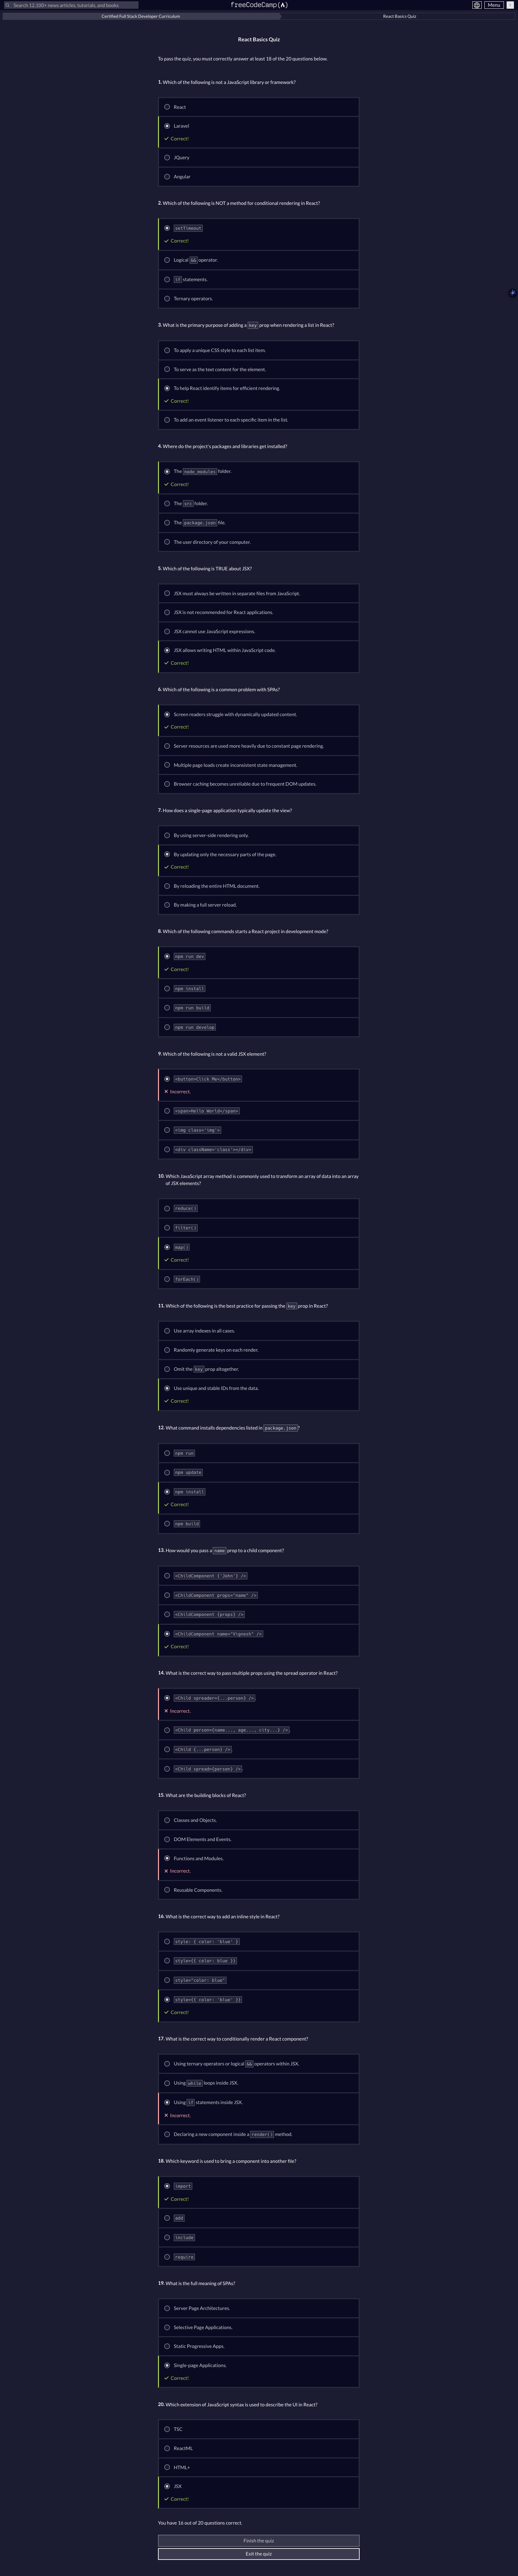 Search 12,100+ news articles, tutorials, and books
freeCodeCamp(🔥)
Menu
Certified Full Stack Developer Curriculum
React Basics Quiz
React Basics Quiz
To pass the quiz, you must correctly answer at least 18 of the 20 questions below.
1. Which of the following is not a JavaScript library or framework?
React
Laravel
✓ Correct!
JQuery
Angular
2. Which of the following is NOT a method for conditional rendering in React?
setTimeout
✓ Correct!
Logical && operator.
if statements.
Ternary operators.
3. What is the primary purpose of adding a key prop when rendering a list in React?
To apply a unique CSS style to each list item.
To serve as the text content for the element.
To help React identify items for efficient rendering.
✓ Correct!
To add an event listener to each specific item in the list.
4. Where do the project's packages and libraries get installed?
The node_modules folder.
✓ Correct!
The src folder.
The package.json file.
The user directory of your computer.
5. Which of the following is TRUE about JSX?
JSX must always be written in separate files from JavaScript.
JSX is not recommended for React applications.
JSX cannot use JavaScript expressions.
JSX allows writing HTML within JavaScript code.
✓ Correct!
6. Which of the following is a common problem with SPAs?
Screen readers struggle with dynamically updated content.
✓ Correct!
Server resources are used more heavily due to constant page rendering.
Multiple page loads create inconsistent state management.
Browser caching becomes unreliable due to frequent DOM updates.
7. How does a single-page application typically update the view?
By using server-side rendering only.
By updating only the necessary parts of the page.
✓ Correct!
By reloading the entire HTML document.
By making a full server reload.
8. Which of the following commands starts a React project in development mode?
npm run dev
✓ Correct!
npm install
npm run build
npm run develop
9. Which of the following is not a valid JSX element?
<button>Click Me</button>
× Incorrect.
<span>Hello World</span>
<img class='img'>
<div className='class'></div>
10. Which JavaScript array method is commonly used to transform an array of data into an array
of JSX elements?
reduce()
filter()
map()
✓ Correct!
forEach()
11. Which of the following is the best practice for passing the key prop in React?
Use array indexes in all cases.
Randomly generate keys on each render.
Omit the key prop altogether.
Use unique and stable IDs from the data.
✓ Correct!
12. What command installs dependencies listed in package.json?
npm run
npm update
npm install
✓ Correct!
npm build
13. How would you pass a name prop to a child component?
<ChildComponent {'John'} />
<ChildComponent props="name" />
<ChildComponent {props} />
<ChildComponent name="Vignesh" />
✓ Correct!
14. What is the correct way to pass multiple props using the spread operator in React?
<Child spreader={...person} />
× Incorrect.
<Child person={name..., age..., city...} />
<Child {...person} />
<Child spread={person} />
15. What are the building blocks of React?
Classes and Objects.
DOM Elements and Events.
Functions and Modules.
× Incorrect.
Reusable Components.
16. What is the correct way to add an inline style in React?
style: { color: 'blue' }
style={{ color: blue }}
style="color: blue"
style={{ color: 'blue' }}
✓ Correct!
17. What is the correct way to conditionally render a React component?
Using ternary operators or logical && operators within JSX.
Using while loops inside JSX.
Using if statements inside JSX.
× Incorrect.
Declaring a new component inside a render() method.
18. Which keyword is used to bring a component into another file?
import
✓ Correct!
add
include
require
19. What is the full meaning of SPAs?
Server Page Architectures.
Selective Page Applications.
Static Progressive Apps.
Single-page Applications.
✓ Correct!
20. Which extension of JavaScript syntax is used to describe the UI in React?
TSC
ReactML
HTML+
JSX
✓ Correct!
You have 16 out of 20 questions correct.
Finish the quiz
Exit the quiz